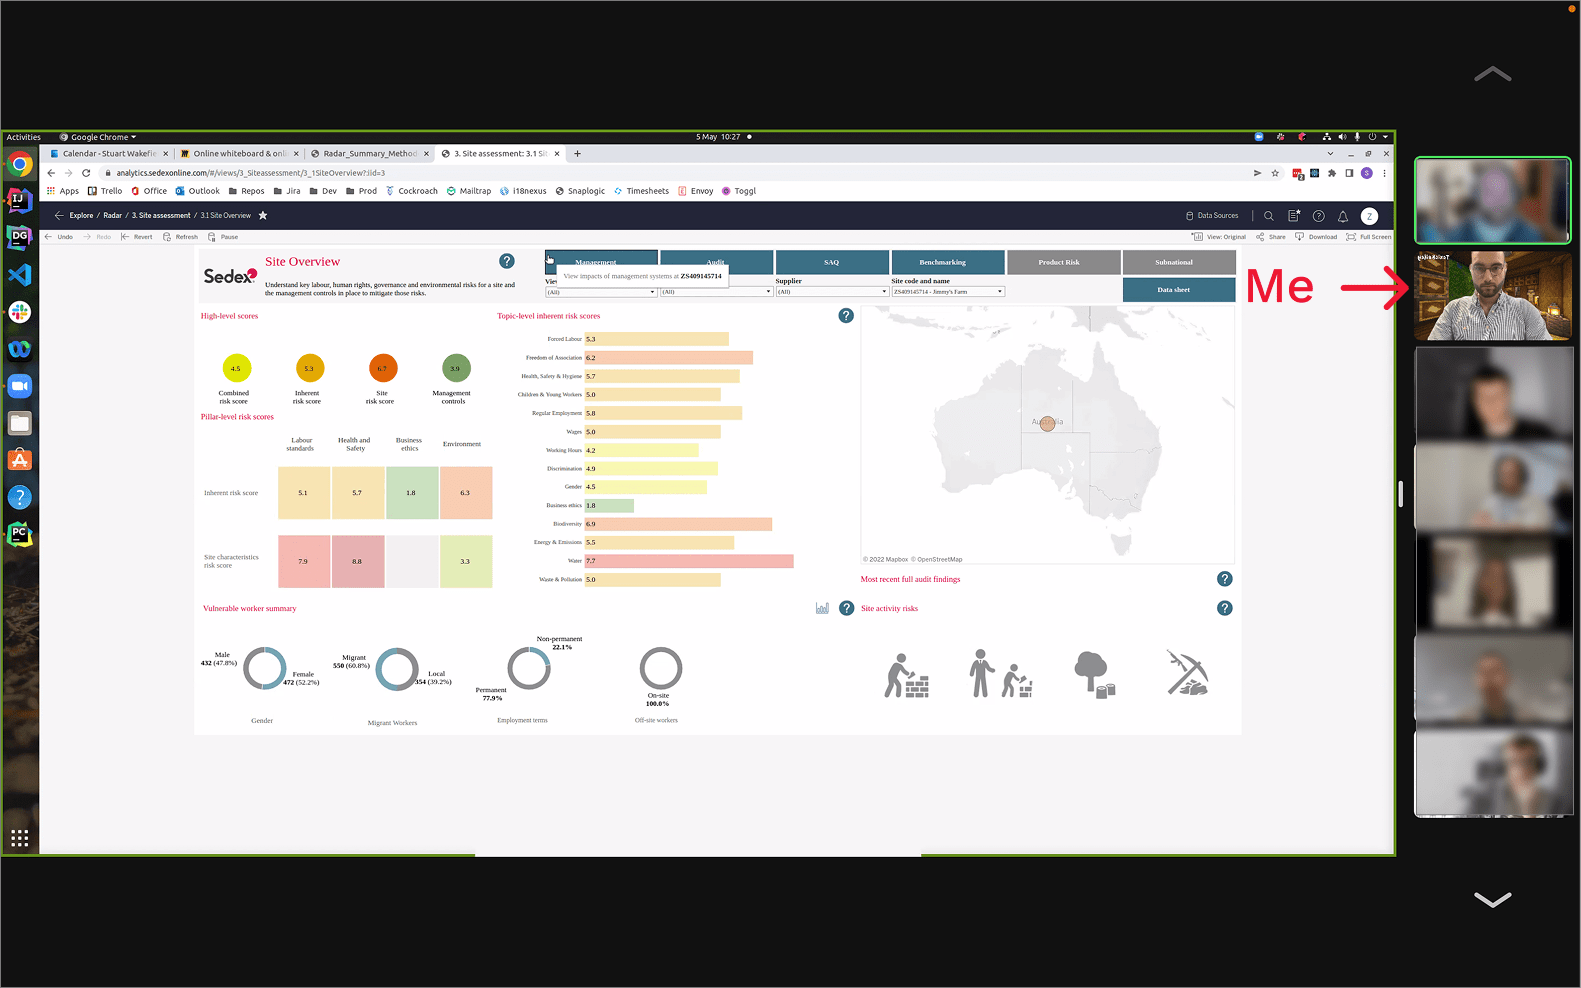 Activities
Google Chrome
5 May 10:27
Calendar - Stuart Wakefie
Online whiteboard & onli
Radar_Summary_Method
3. Site assessment: 3.1 Sit
analytics.sedexonline.com/#/views/3_Siteassessment/3_1SiteOverview?:iid=3
Apps
Trello
Office
Outlook
Repos
Jira
Dev
Prod
Cockroach
Mailtrap
i18nexus
Snaplogic
Timesheets
Envoy
Toggl
Explore / Radar / 3. Site assessment / 3.1 Site Overview
Data Sources
Z
Undo
Redo
Revert
Refresh
Pause
View: Original
Share
Download
Full Screen
Sedex
Site Overview
Understand key labour, human rights, governance and environmental risks for a site and
the management controls in place to mitigate those risks.
Management
Audit
SAQ
Benchmarking
Product Risk
Subnational
View impacts of management systems at ZS409145714
Supplier
Site code and name
(All)
(All)
(All)
ZS409145714 - Jimmy's Farm
Data sheet
Me
High-level scores
4.5
5.3
6.7
3.9
Combined
risk score
Inherent
risk score
Site
risk score
Management
controls
Pillar-level risk scores
Labour
standards
Health and
Safety
Business
ethics
Environment
Inherent risk score
5.1
5.7
1.8
6.3
Site characteristics
risk score
7.9
8.8
3.3
Topic-level inherent risk scores
Forced Labour 5.3
Freedom of Association 6.2
Health, Safety & Hygiene 5.7
Children & Young Workers 5.0
Regular Employment 5.8
Wages 5.0
Working Hours 4.2
Discrimination 4.9
Gender 4.5
Business ethics 1.8
Biodiversity 6.9
Energy & Emissions 5.5
Water 7.7
Waste & Pollution 5.0
Australia
© 2022 Mapbox © OpenStreetMap
Most recent full audit findings
Vulnerable worker summary
Male
432 (47.8%)
Female
472 (52.2%)
Gender
Migrant
550 (60.8%)
Local
354 (39.2%)
Migrant Workers
Non-permanent
22.1%
Permanent
77.9%
Employment terms
On-site
100.0%
Off-site workers
Site activity risks